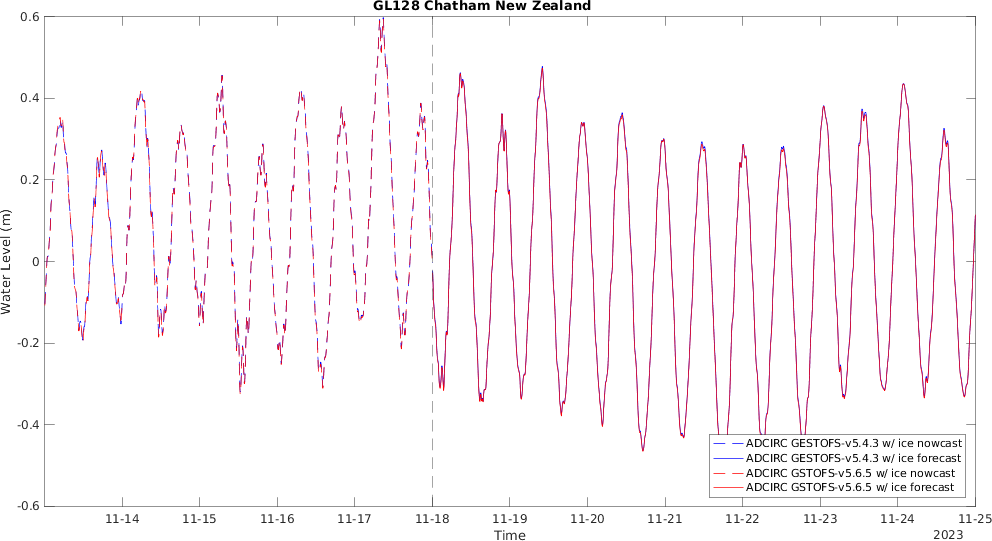 GL128 Chatham New Zealand
0.6
0.4
0.2
0
-0.2
-0.4
-0.6
Water Level (m)
11-14
11-15
11-16
11-17
11-18
11-19
11-20
11-21
11-22
11-23
11-24
11-25
Time
2023
ADCIRC GESTOFS-v5.4.3 w/ ice nowcast
ADCIRC GESTOFS-v5.4.3 w/ ice forecast
ADCIRC GSTOFS-v5.6.5 w/ ice nowcast
ADCIRC GSTOFS-v5.6.5 w/ ice forecast